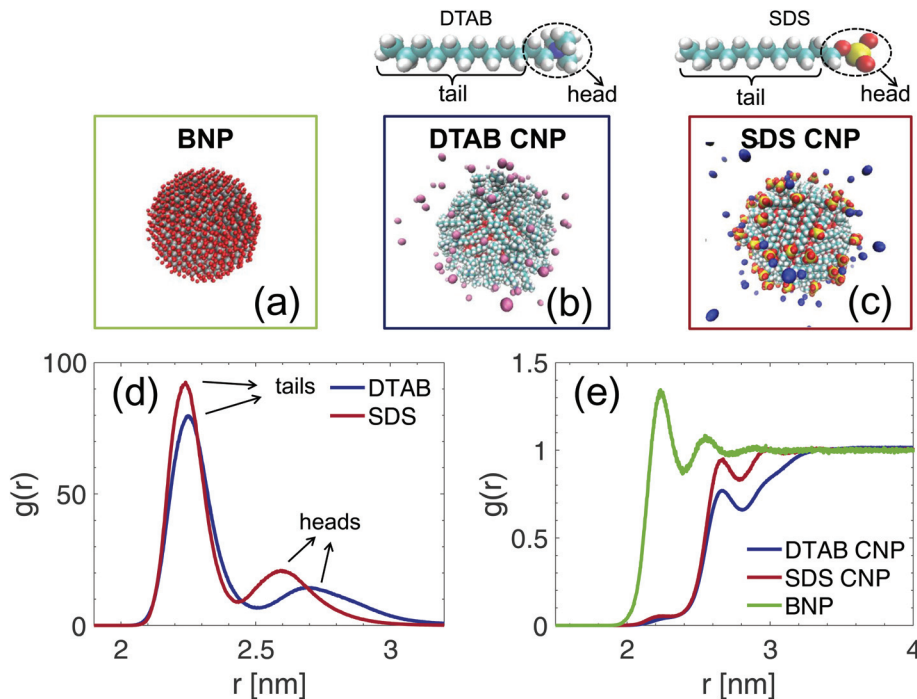 DTAB
SDS
tail
head
tail
head
BNP
DTAB CNP
SDS CNP
(a)
(b)
(c)
(d)
tails
DTAB
SDS
heads
100
50
0
g(r)
2
2.5
3
r [nm]
(e)
1.5
1
0.5
0
g(r)
DTAB CNP
SDS CNP
BNP
2
3
4
r [nm]